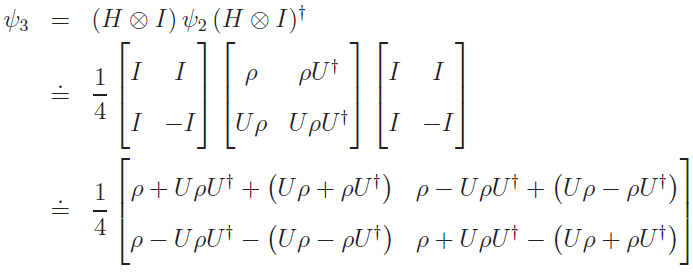 ψ₃ = (H ⊗ I) ψ₂ (H ⊗ I)†
≐ 1/4 [I I; I −I] [ρ ρU†; Uρ UρU†] [I I; I −I]
≐ 1/4 [ρ + UρU† + (Uρ + ρU†) ρ − UρU† + (Uρ − ρU†); ρ − UρU† − (Uρ − ρU†) ρ + UρU† − (Uρ + ρU†)]